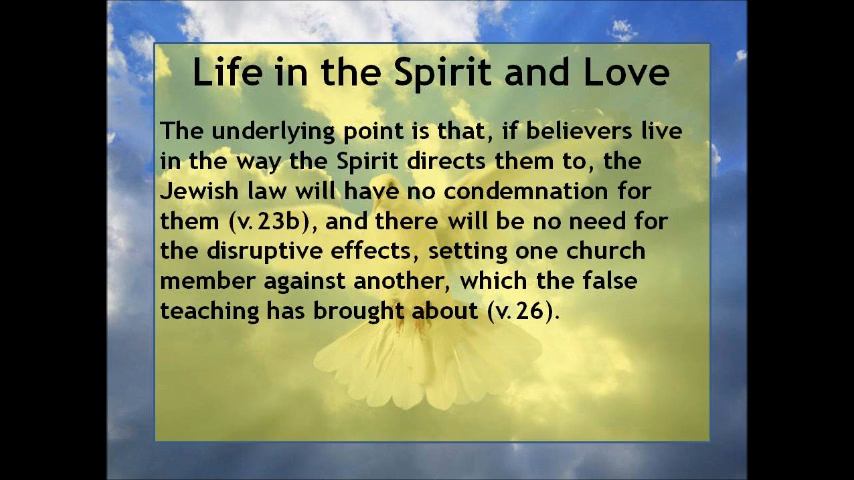 Life in the Spirit and Love
The underlying point is that, if believers live
in the way the Spirit directs them to, the
Jewish law will have no condemnation for
them (v.23b), and there will be no need for
the disruptive effects, setting one church
member against another, which the false
teaching has brought about (v.26).